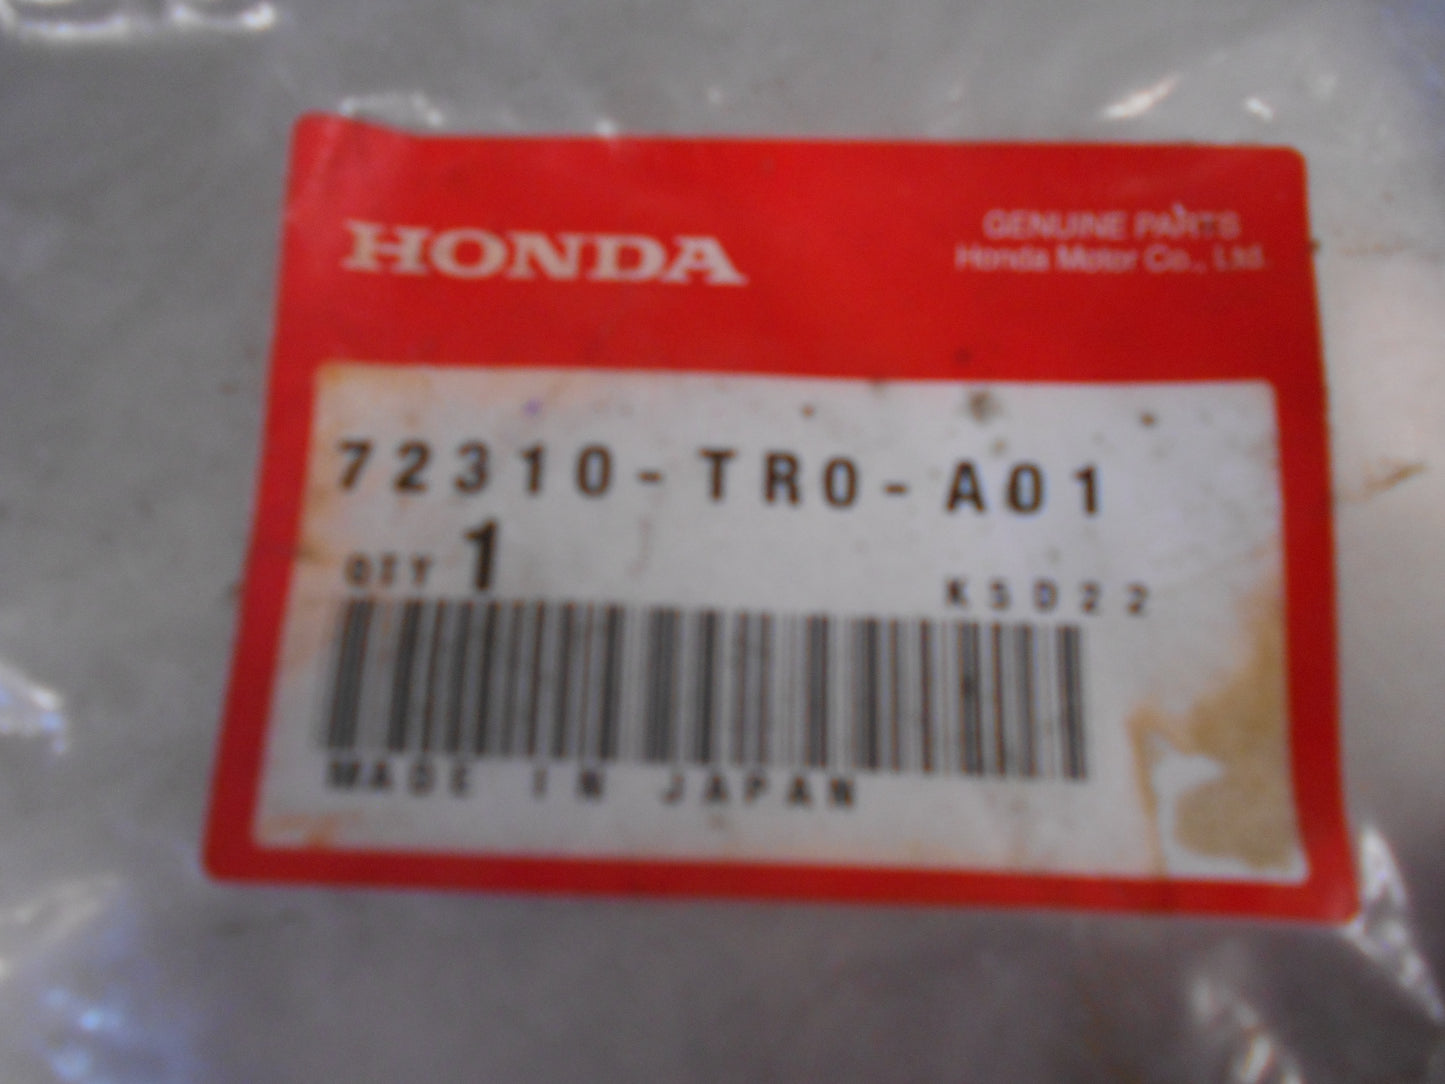 HONDA
GENUINE PARTS
Honda Motor Co., Ltd.
72310-TR0-A01
QTY 1
K5D22
MADE IN JAPAN